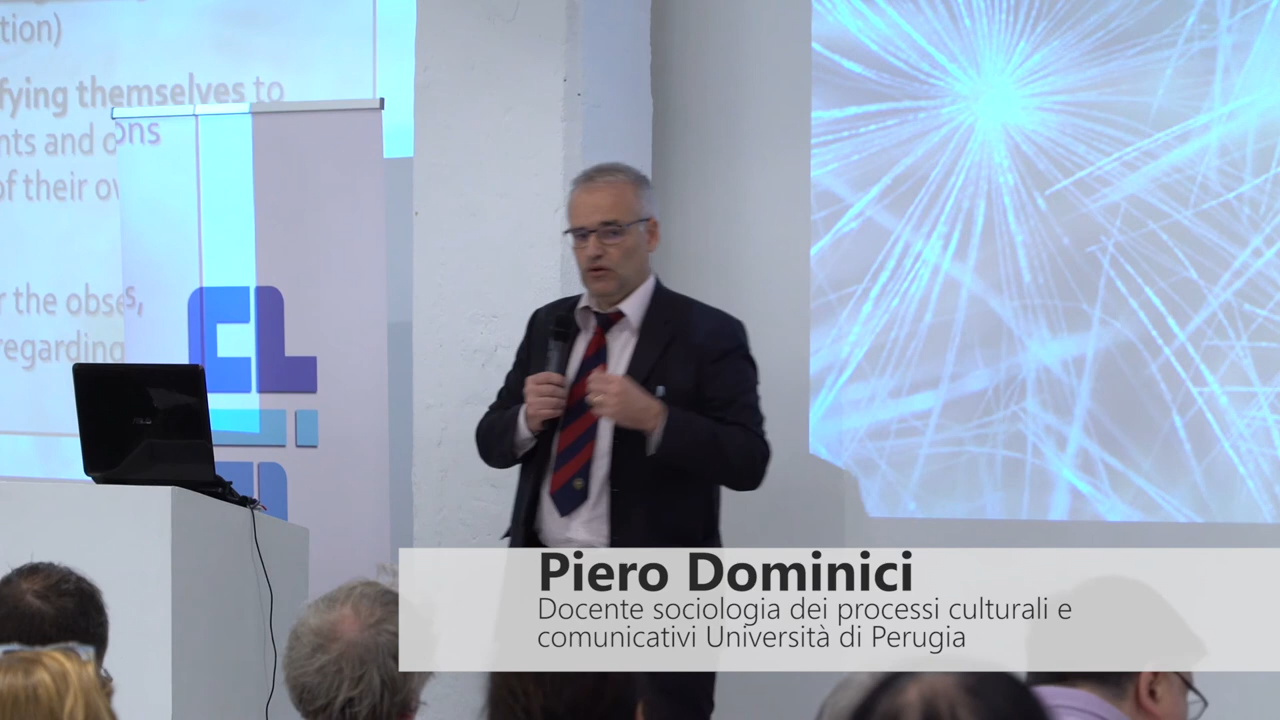 tion)
fying themselves to
nts and o ons
of their ov
r the obse s,
regarding
ASUS
Piero Dominici
Docente sociologia dei processi culturali e
comunicativi Università di Perugia